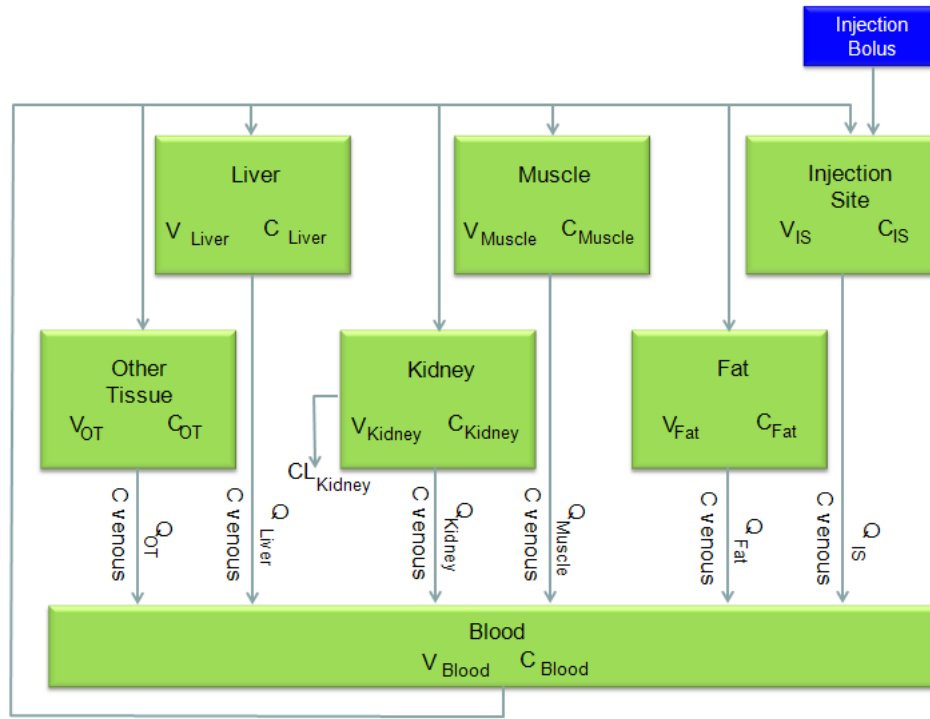 Injection
Bolus
Liver
V Liver C Liver
Muscle
V Muscle C Muscle
Injection
Site
V IS C IS
Other
Tissue
V OT C OT
Kidney
V Kidney C Kidney
Fat
V Fat C Fat
CL Kidney
C venous
Q OT
C venous
Q Liver
C venous
Q Kidney
C venous
Q Muscle
C venous
Q Fat
C venous
Q IS
Blood
V Blood C Blood